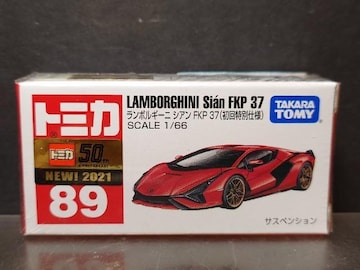 LAMBORGHINI Sián FKP 37
ランボルギーニ シアン FKP 37(初回特別仕様)
SCALE 1/66
TAKARA
TOMY
トミカ
トミカ 50th
NEW! 2021
89
サスペンション